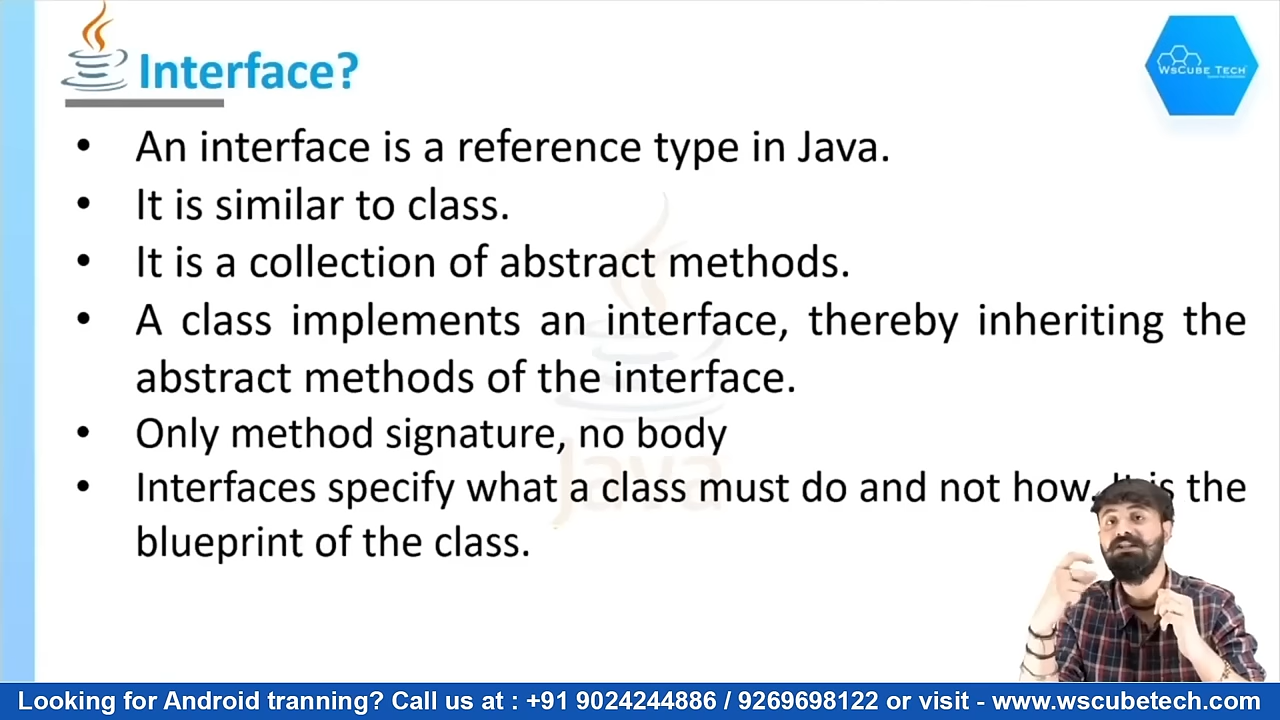 Interface?
WsCube Tech
• An interface is a reference type in Java.
• It is similar to class.
• It is a collection of abstract methods.
• A class implements an interface, thereby inheriting the
abstract methods of the interface.
• Only method signature, no body
• Interfaces specify what a class must do and not how. It is the
blueprint of the class.
Java
Looking for Android tranning? Call us at : +91 9024244886 / 9269698122 or visit - www.wscubetech.com